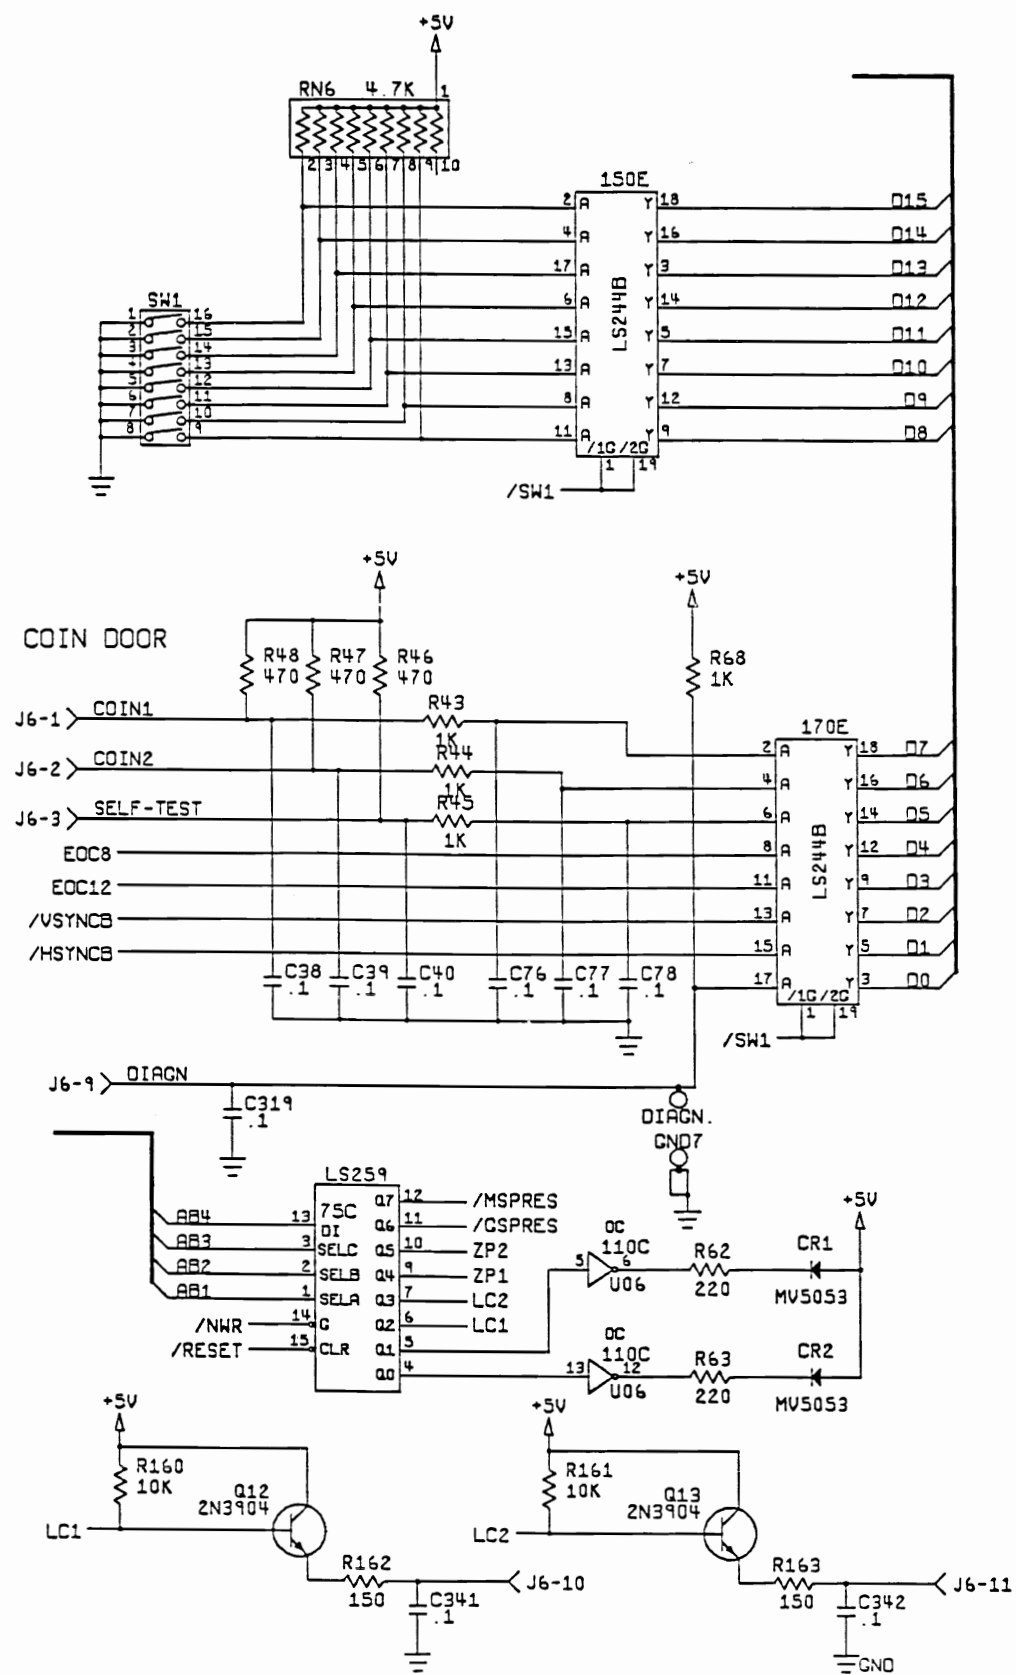 +5V
RN6 4.7K 1
2 3 4 5 6 7 8 9 10
150E
2 A Y 18 D15
4 A Y 16 D14
17 A Y 3 D13
6 A Y 14 D12
15 A Y 5 D11
13 A Y 7 D10
8 A Y 12 D9
11 A Y 9 D8
LS244B
/1G /2G
1 19
/SW1
SW1
1 16
2 15
3 14
4 13
5 12
6 11
7 10
8 9
+5V
+5V
COIN DOOR
R48 470
R47 470
R46 470
R68 1K
J6-1 COIN1
R43 1K
J6-2 COIN2
R44 1K
J6-3 SELF-TEST
R45 1K
EOC8
EOC12
/VSYNCB
/HSYNCB
170E
2 A Y 18 D7
4 A Y 16 D6
6 A Y 14 D5
8 A Y 12 D4
11 A Y 9 D3
13 A Y 7 D2
15 A Y 5 D1
17 A Y 3 D0
LS244B
/1G /2G
1 19
/SW1
C38 .1
C39 .1
C40 .1
C76 .1
C77 .1
C78 .1
J6-9 DIAGN
C319 .1
DIAGN.
GND7
LS259
75C
AB4 13 DI
AB3 3 SELC
AB2 2 SELB
AB1 1 SELA
/NWR 14 G
/RESET 15 CLR
Q7 12 /MSPRES
Q6 11 /GSPRES
Q5 10 ZP2
Q4 9 ZP1
Q3 7 LC2
Q2 6 LC1
Q1 5
Q0 4
+5V
OC
110C
5 6
U06
R62
220
CR1
MV5053
OC
110C
13 12
U06
R63
220
CR2
MV5053
+5V
R160
10K
Q12
2N3904
LC1
R162
150
J6-10
C341
.1
+5V
R161
10K
Q13
2N3904
LC2
R163
150
J6-11
C342
.1
GND